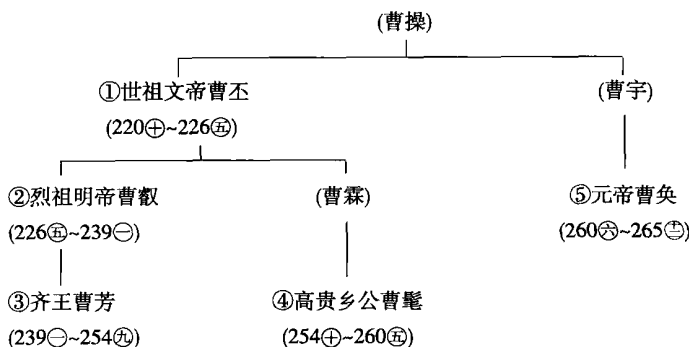 (曹操)
①世祖文帝曹丕
(曹宇)
(220㊉~226㊄)
②烈祖明帝曹叡
(曹霖)
⑤元帝曹奂
(226㊄~239㊀)
(260㊅~265㊉㊁)
③齐王曹芳
④高贵乡公曹髦
(239㊀~254㊈)
(254㊉~260㊄)